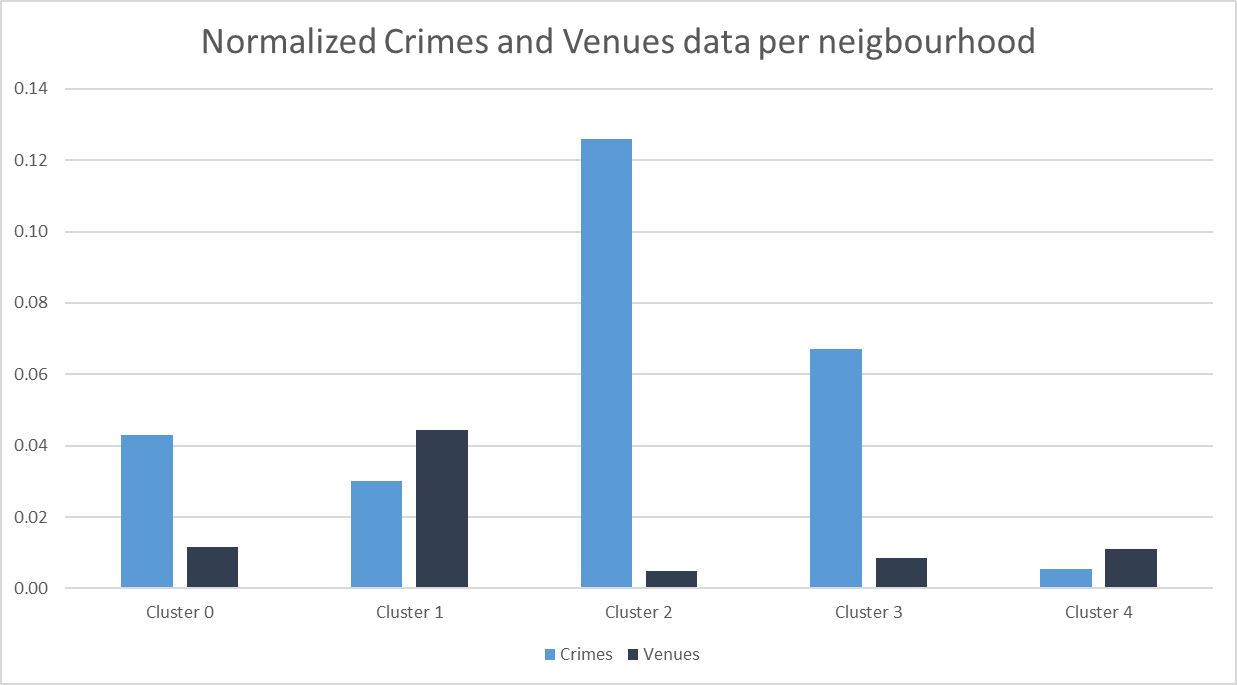 Normalized Crimes and Venues data per neigbourhood
0.14
0.12
0.10
0.08
0.06
0.04
0.02
0.00
Cluster 0 Cluster 1 Cluster 2 Cluster 3 Cluster 4
Crimes Venues